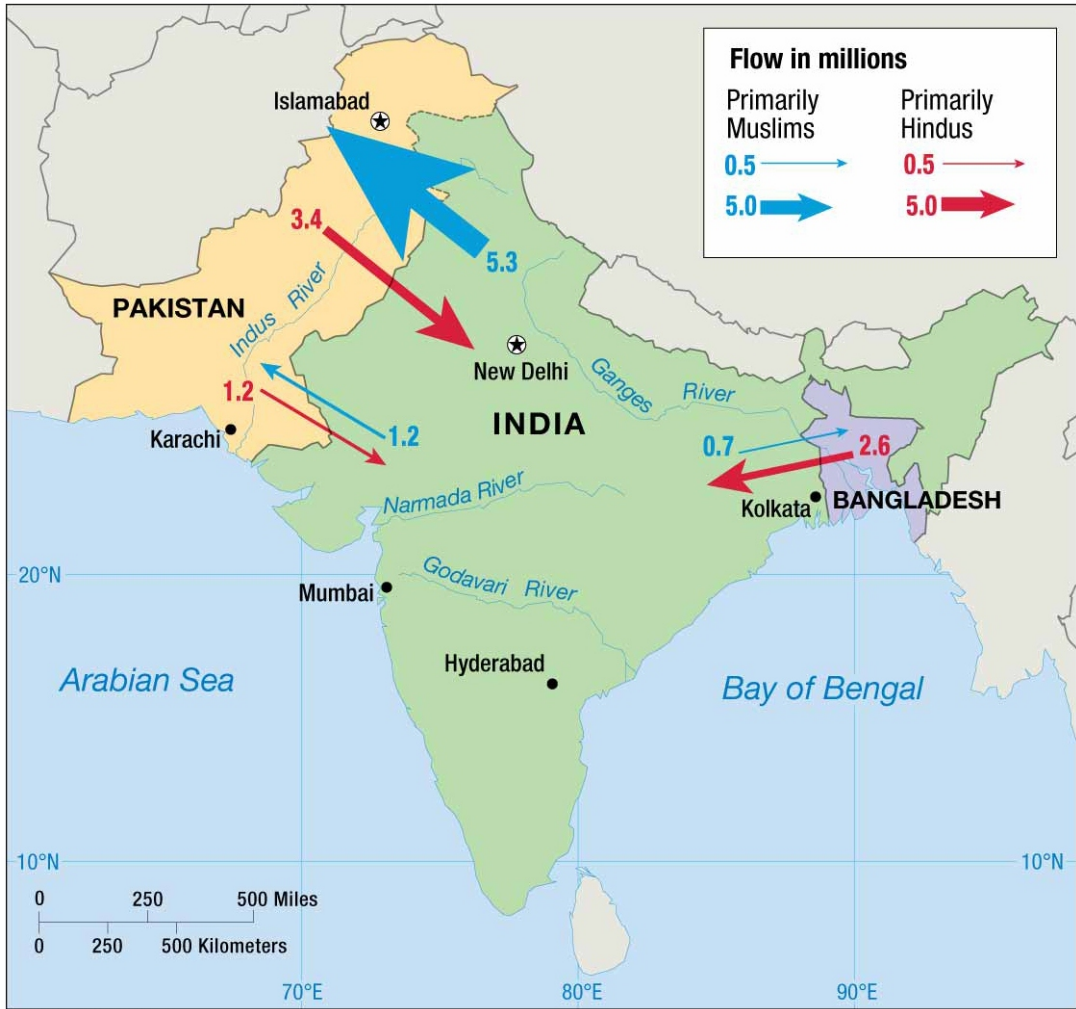 Flow in millions
Primarily
Muslims
Primarily
Hindus
0.5
0.5
5.0
5.0
Islamabad
3.4
5.3
PAKISTAN
Indus River
New Delhi
Ganges
River
1.2
1.2
INDIA
Karachi
0.7
2.6
Narmada River
Kolkata
BANGLADESH
20°N
Mumbai
Godavari River
Hyderabad
Arabian Sea
Bay of Bengal
10°N
10°N
0 250 500 Miles
0 250 500 Kilometers
70°E
80°E
90°E